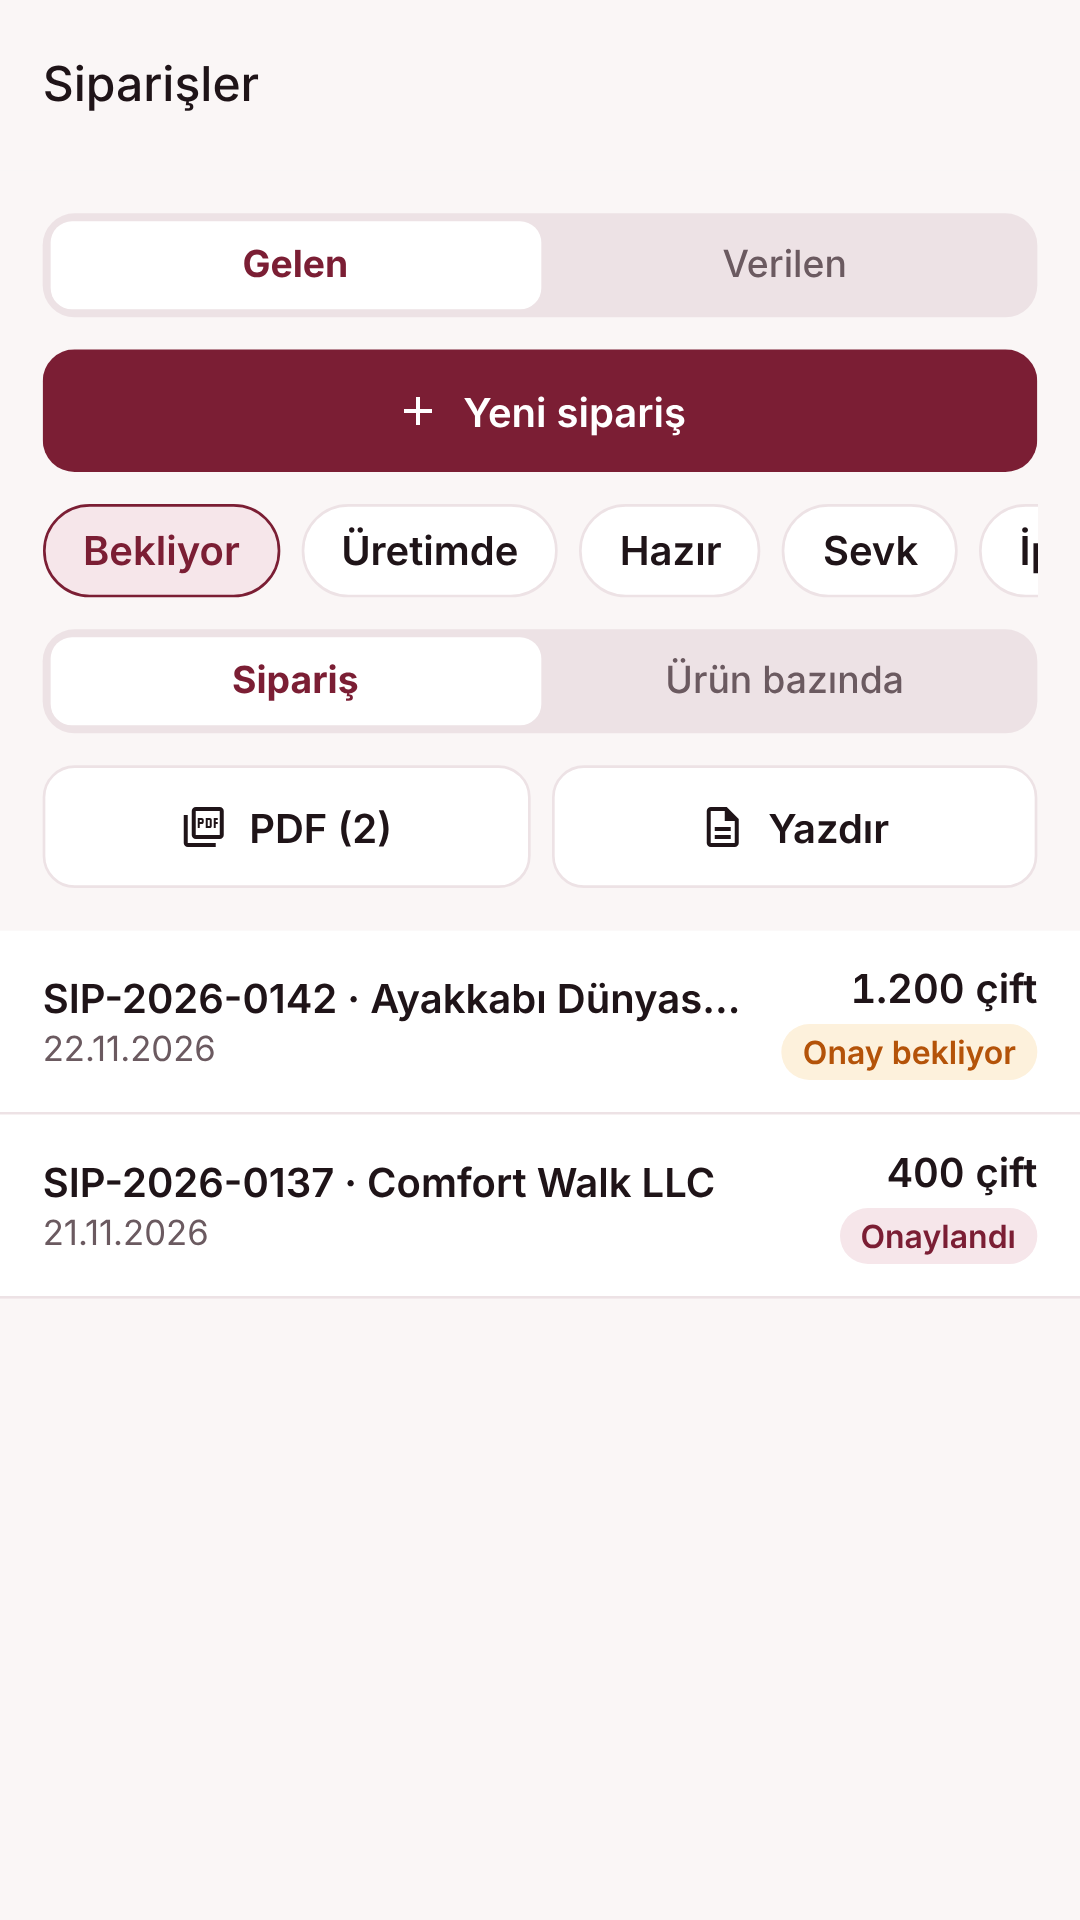 Siparişler
Gelen
Verilen
+ Yeni sipariş
Bekliyor
Üretimde
Hazır
Sevk
Sipariş
Ürün bazında
PDF PDF (2)
Yazdır
SIP-2026-0142 · Ayakkabı Dünyas...
1.200 çift
22.11.2026
Onay bekliyor
SIP-2026-0137 · Comfort Walk LLC
400 çift
21.11.2026
Onaylandı